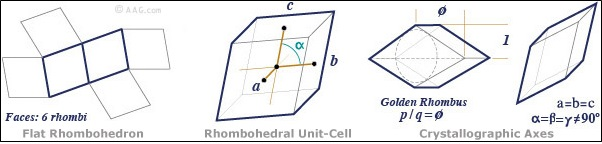 © AAG.com
Faces: 6 rhombi
Flat Rhombohedron
c
α
b
a
Rhombohedral Unit-Cell
ø
1
Golden Rhombus
p / q = ø
a=b=c
α=β=γ≠90°
Crystallographic Axes